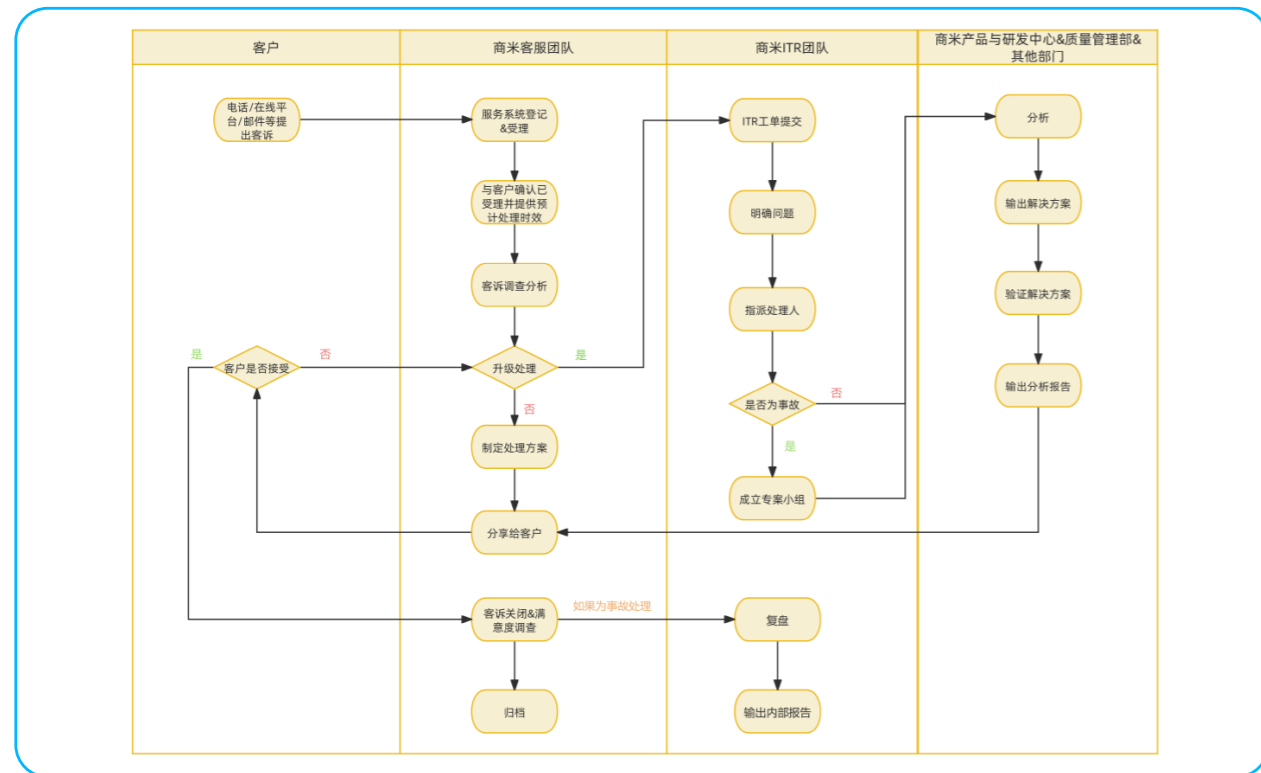 客户
商米客服团队
商米ITR团队
商米产品与研发中心&质量管理部&
其他部门
电话/在线平
台/邮件等提
出客诉
服务系统登记
&受理
ITR工单提交
分析
与客户确认已
受理并提供预
计处理时效
明确问题
输出解决方案
客诉调查分析
指派处理人
验证解决方案
是
客户是否接受
否
升级处理
是
否
是否为事故
否
是
输出分析报告
制定处理方案
成立专案小组
分享给客户
客诉关闭&满
意度调查
如果为事故处理
复盘
归档
输出内部报告